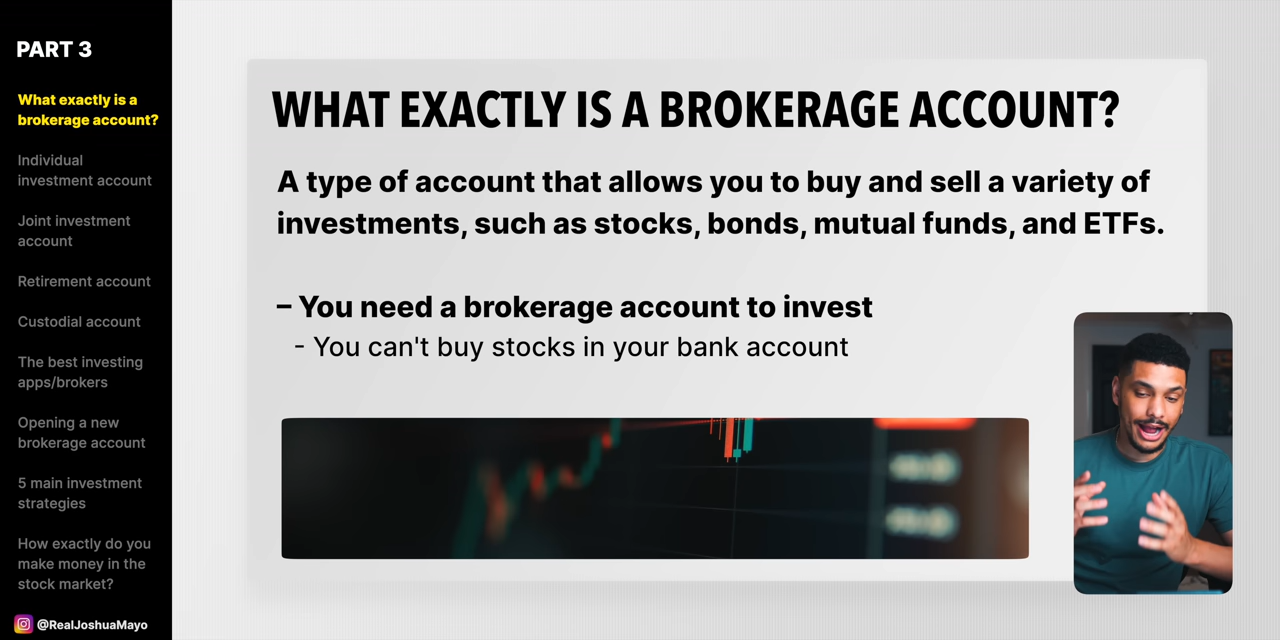 PART 3
What exactly is a
brokerage account?
Individual
investment account
Joint investment
account
Retirement account
Custodial account
The best investing
apps/brokers
Opening a new
brokerage account
5 main investment
strategies
How exactly do you
make money in the
stock market?
@RealJoshuaMayo
WHAT EXACTLY IS A BROKERAGE ACCOUNT?
A type of account that allows you to buy and sell a variety of
investments, such as stocks, bonds, mutual funds, and ETFs.
– You need a brokerage account to invest
- You can't buy stocks in your bank account